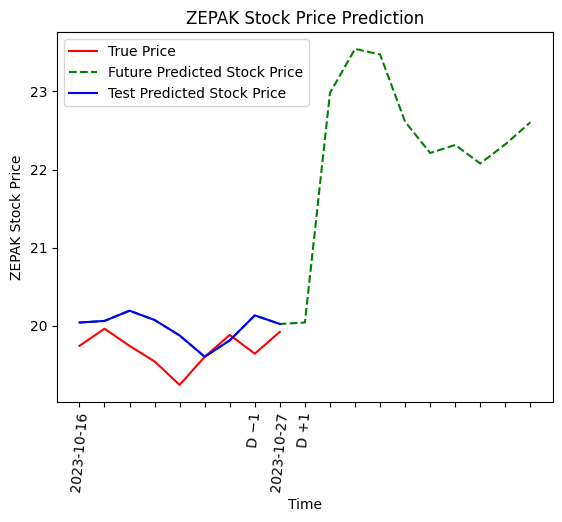 ZEPAK Stock Price Prediction
True Price
Future Predicted Stock Price
Test Predicted Stock Price
ZEPAK Stock Price
23
22
21
20
2023-10-16
D −1
2023-10-27
D +1
Time